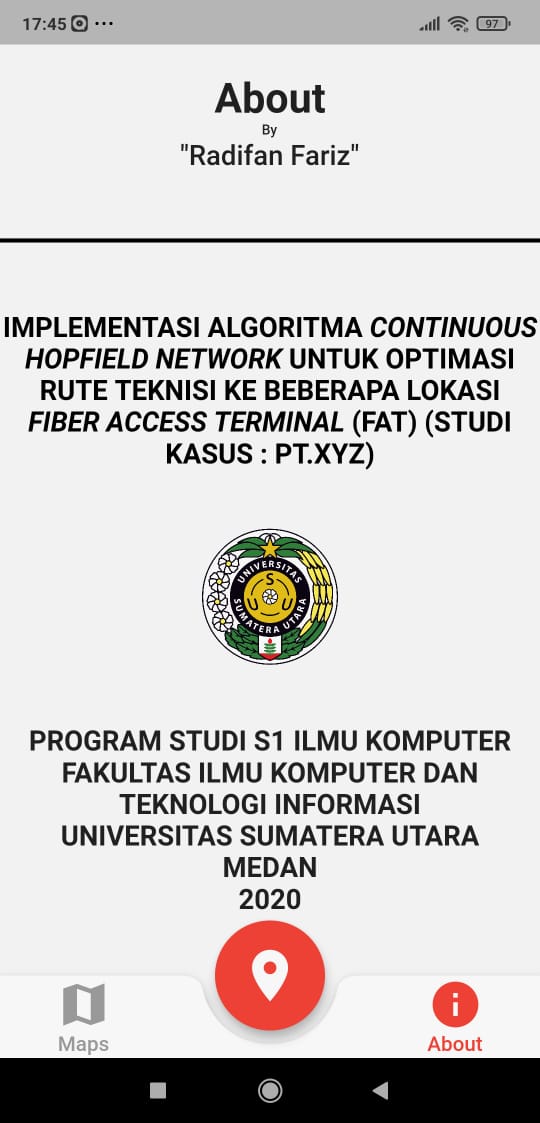 17:45
97
About
By
"Radifan Fariz"
IMPLEMENTASI ALGORITMA CONTINUOUS
HOPFIELD NETWORK UNTUK OPTIMASI
RUTE TEKNISI KE BEBERAPA LOKASI
FIBER ACCESS TERMINAL (FAT) (STUDI
KASUS : PT.XYZ)
UNIVERSITAS
SUMATERA UTARA
S
U U
PROGRAM STUDI S1 ILMU KOMPUTER
FAKULTAS ILMU KOMPUTER DAN
TEKNOLOGI INFORMASI
UNIVERSITAS SUMATERA UTARA
MEDAN
2020
Maps
About